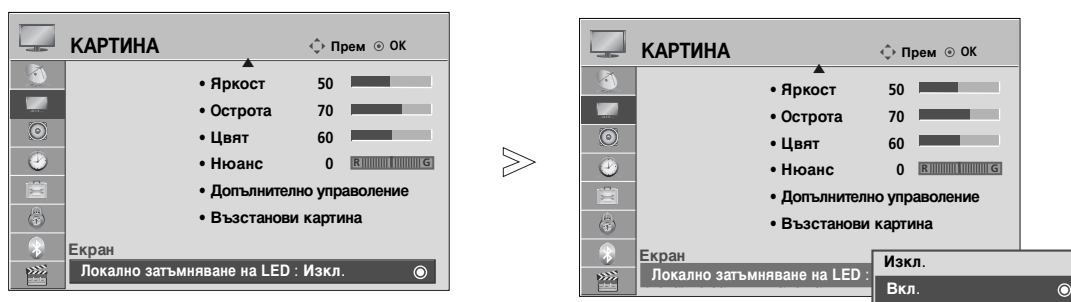 КАРТИНА Прем OK
• Яркост 50
• Острота 70
• Цвят 60
• Нюанс 0 R G
• Допълнително управоление
• Възстанови картина
Екран
Локално затъмняване на LED : Изкл.
КАРТИНА Прем OK
• Яркост 50
• Острота 70
• Цвят 60
• Нюанс 0 R G
• Допълнително управоление
• Възстанови картина
Екран
Локално затъмняване на LED :
Изкл.
Вкл.